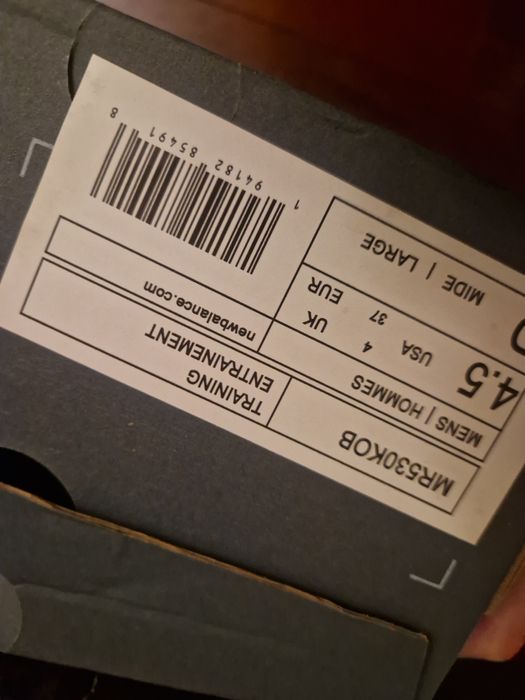 MR530KOB
TRAINING
ENTRAINEMENT
MENS | HOMMES
newbalance.com
4.5 USA 4 UK 37 EUR
WIDE | LARGE
1 94182 85491 8